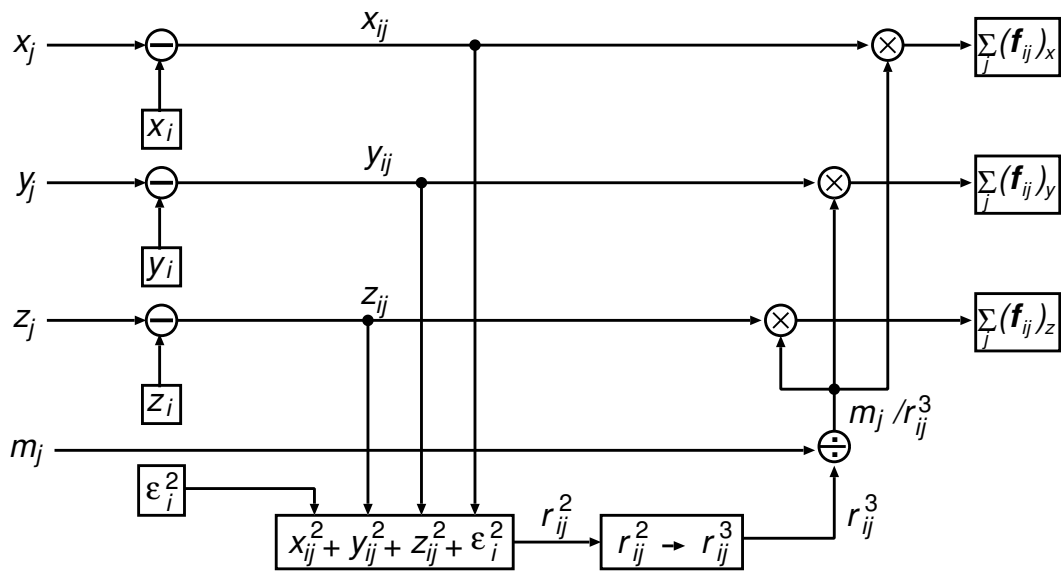 x_j x_ij ⊗ Σ_j (f_ij)_x
x_i
y_j y_ij ⊗ Σ_j (f_ij)_y
y_i
z_j z_ij ⊗ Σ_j (f_ij)_z
z_i
m_j /r_ij^3
m_j ÷
ε_i^2
r_ij^2 r_ij^3
x_ij^2 + y_ij^2 + z_ij^2 + ε_i^2 r_ij^2 → r_ij^3